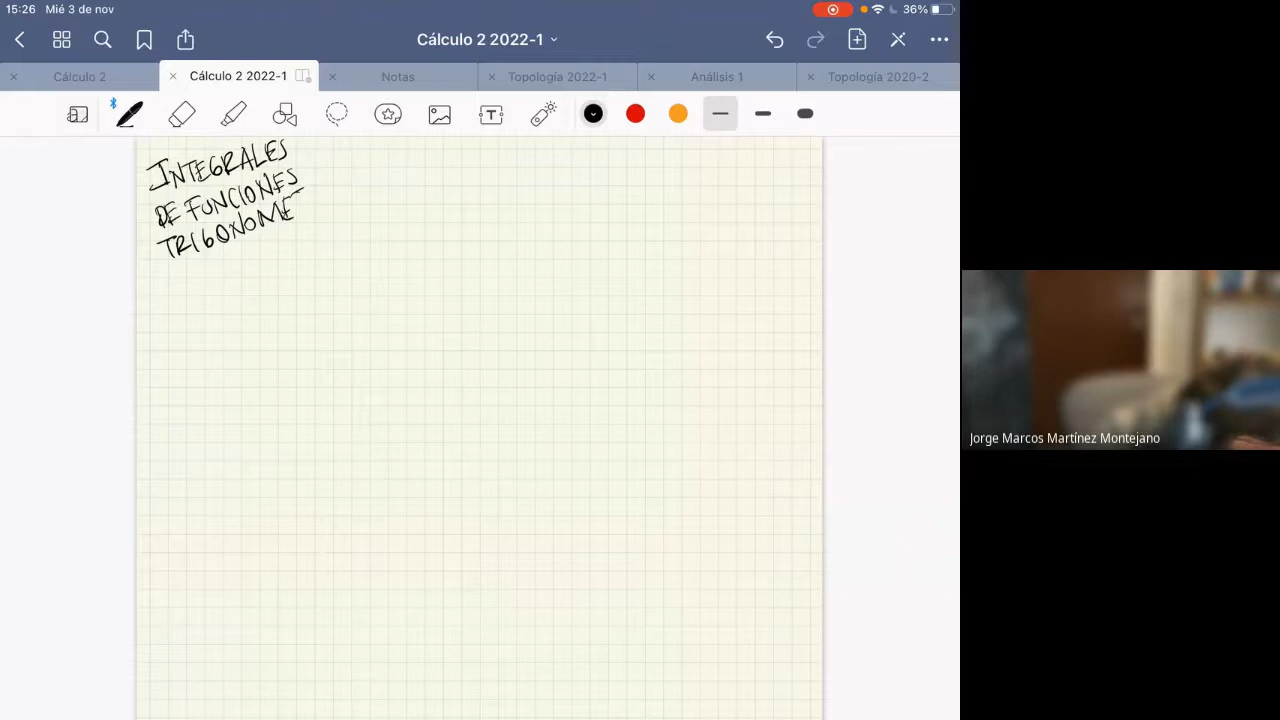 15:26 Mié 3 de nov
36%
Cálculo 2 2022-1
Cálculo 2
Cálculo 2 2022-1
Notas
Topología 2022-1
Análisis 1
Topología 2020-2
T
INTEGRALES
DE FUNCIONES
TRIGONOME
Jorge Marcos Martínez Montejano